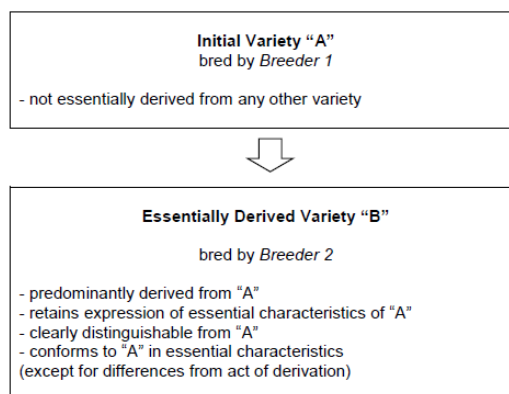 Initial Variety “A”
bred by Breeder 1
- not essentially derived from any other variety
Essentially Derived Variety “B”
bred by Breeder 2
- predominantly derived from “A”
- retains expression of essential characteristics of “A”
- clearly distinguishable from “A”
- conforms to “A” in essential characteristics
(except for differences from act of derivation)